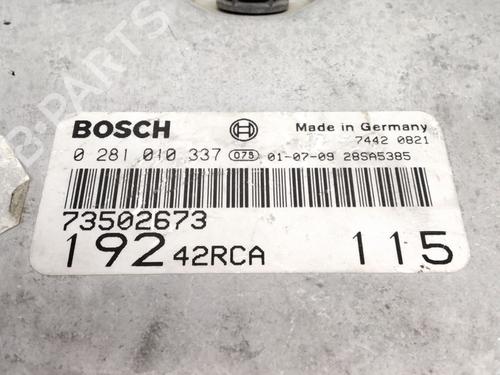 BOSCH
Made in Germany
7442 0821
0 281 010 337 075 01-07-09 28SA5385
73502673
192 42RCA 115
B-PARTS